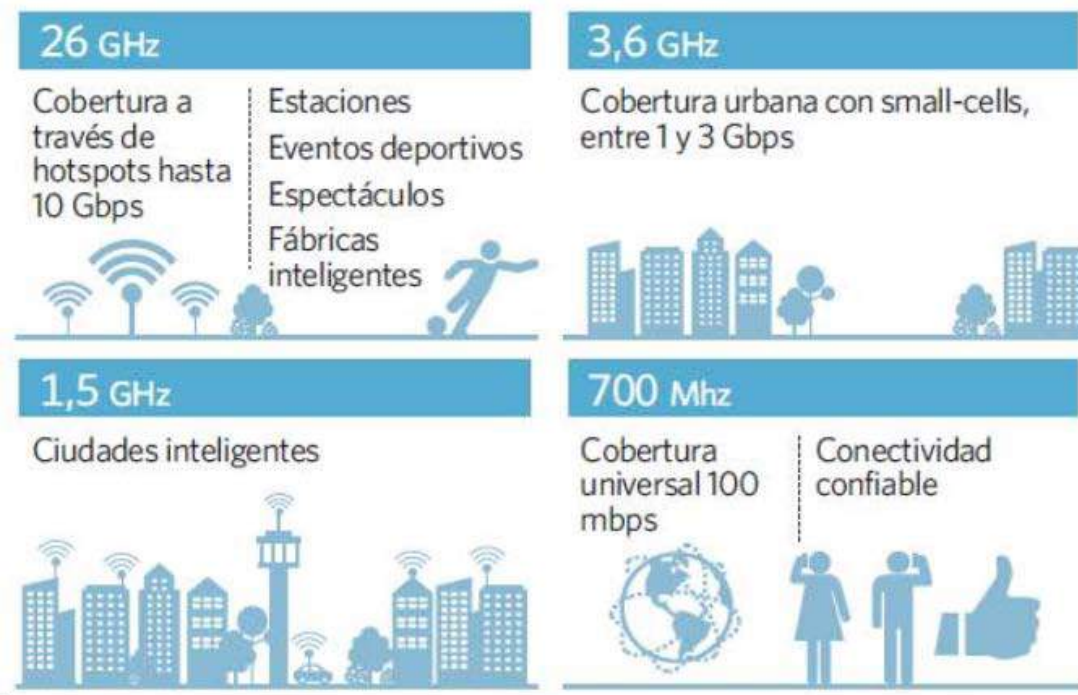 26 GHz
Cobertura a
través de
hotspots hasta
10 Gbps
Estaciones
Eventos deportivos
Espectáculos
Fábricas
inteligentes
3,6 GHz
Cobertura urbana con small-cells,
entre 1 y 3 Gbps
1,5 GHz
Ciudades inteligentes
700 Mhz
Cobertura
universal 100
mbps
Conectividad
confiable